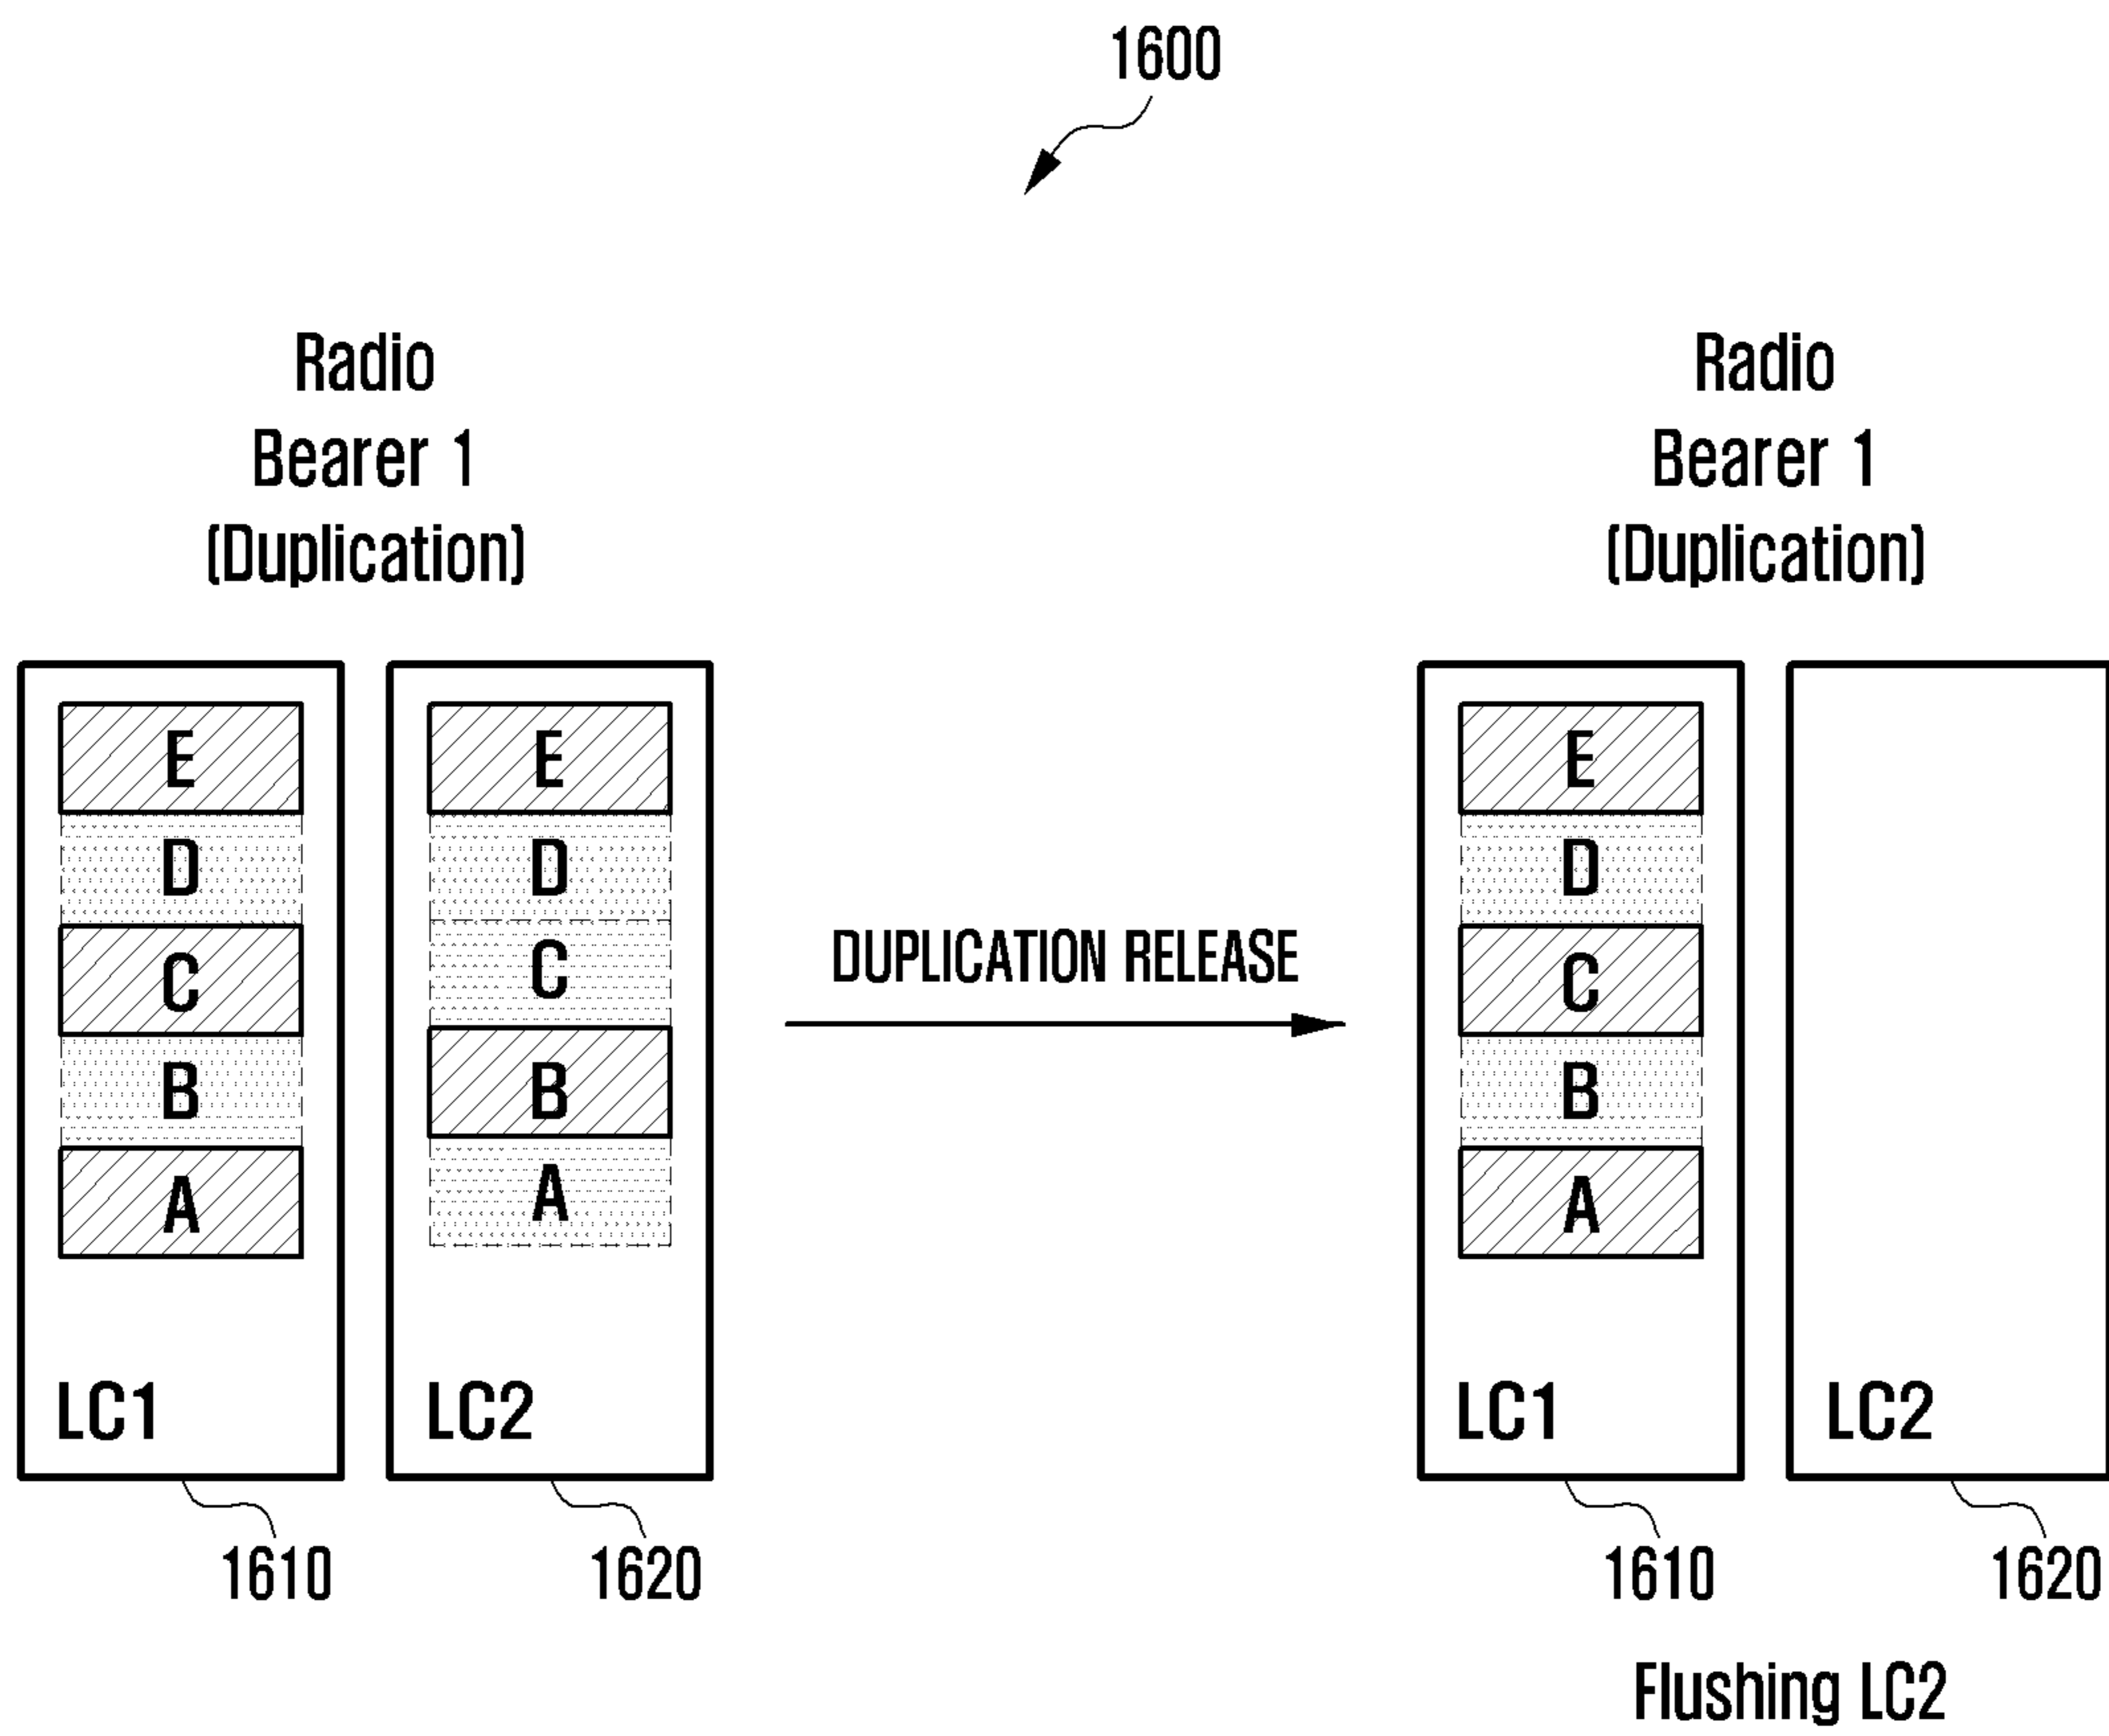 1600
Radio
Bearer 1
(Duplication)
E
D
C
B
A
LC1
1610
E
D
C
B
A
LC2
1620
DUPLICATION RELEASE
Radio
Bearer 1
(Duplication)
E
D
C
B
A
LC1
1610
LC2
1620
Flushing LC2